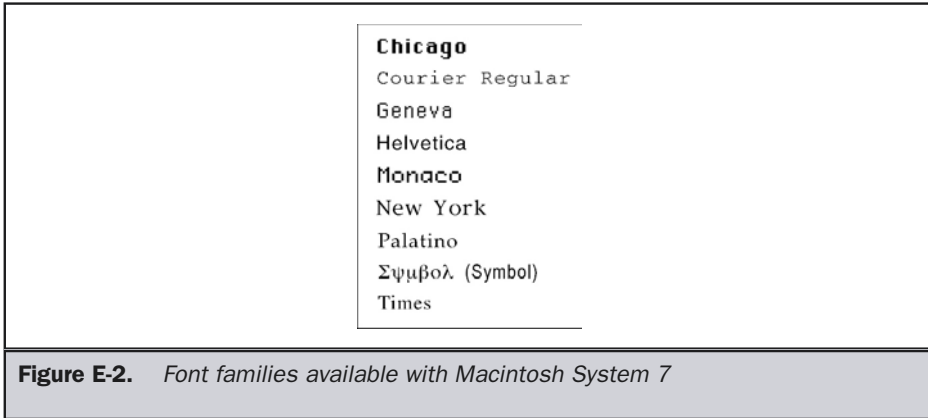 Chicago
Courier Regular
Geneva
Helvetica
Monaco
New York
Palatino
Σψμβολ (Symbol)
Times
Figure E-2. Font families available with Macintosh System 7